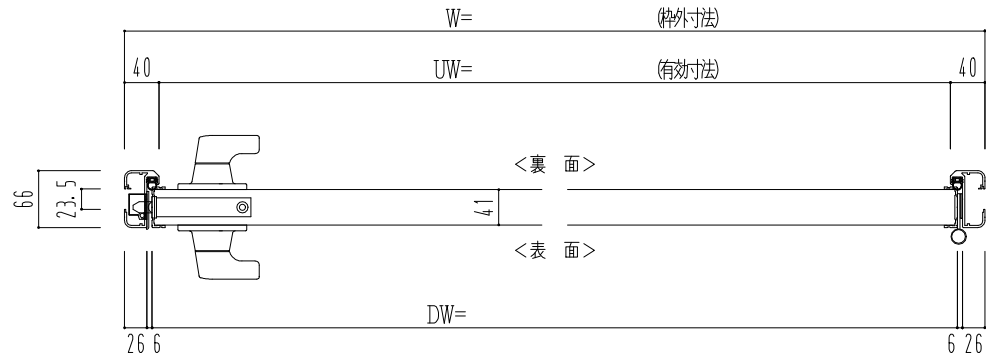 W= (枠外寸法)
40 UW= (有効寸法) 40
<裏 面>
66 23.5 41
<表 面>
DW=
26 6 6 26